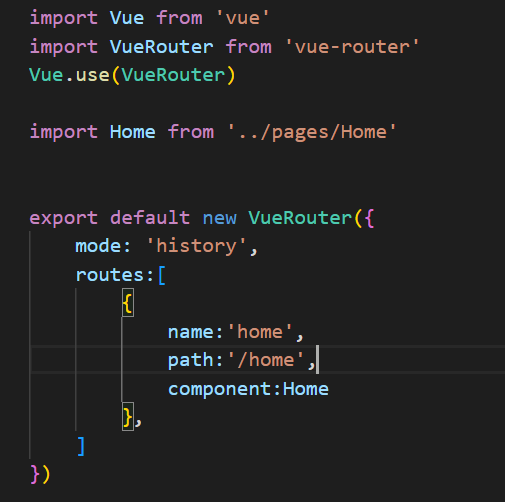 import Vue from 'vue'
import VueRouter from 'vue-router'
Vue.use(VueRouter)
import Home from '../pages/Home'
export default new VueRouter({
mode: 'history',
routes:[
{
name:'home',
path:'/home',
component:Home
},
]
})